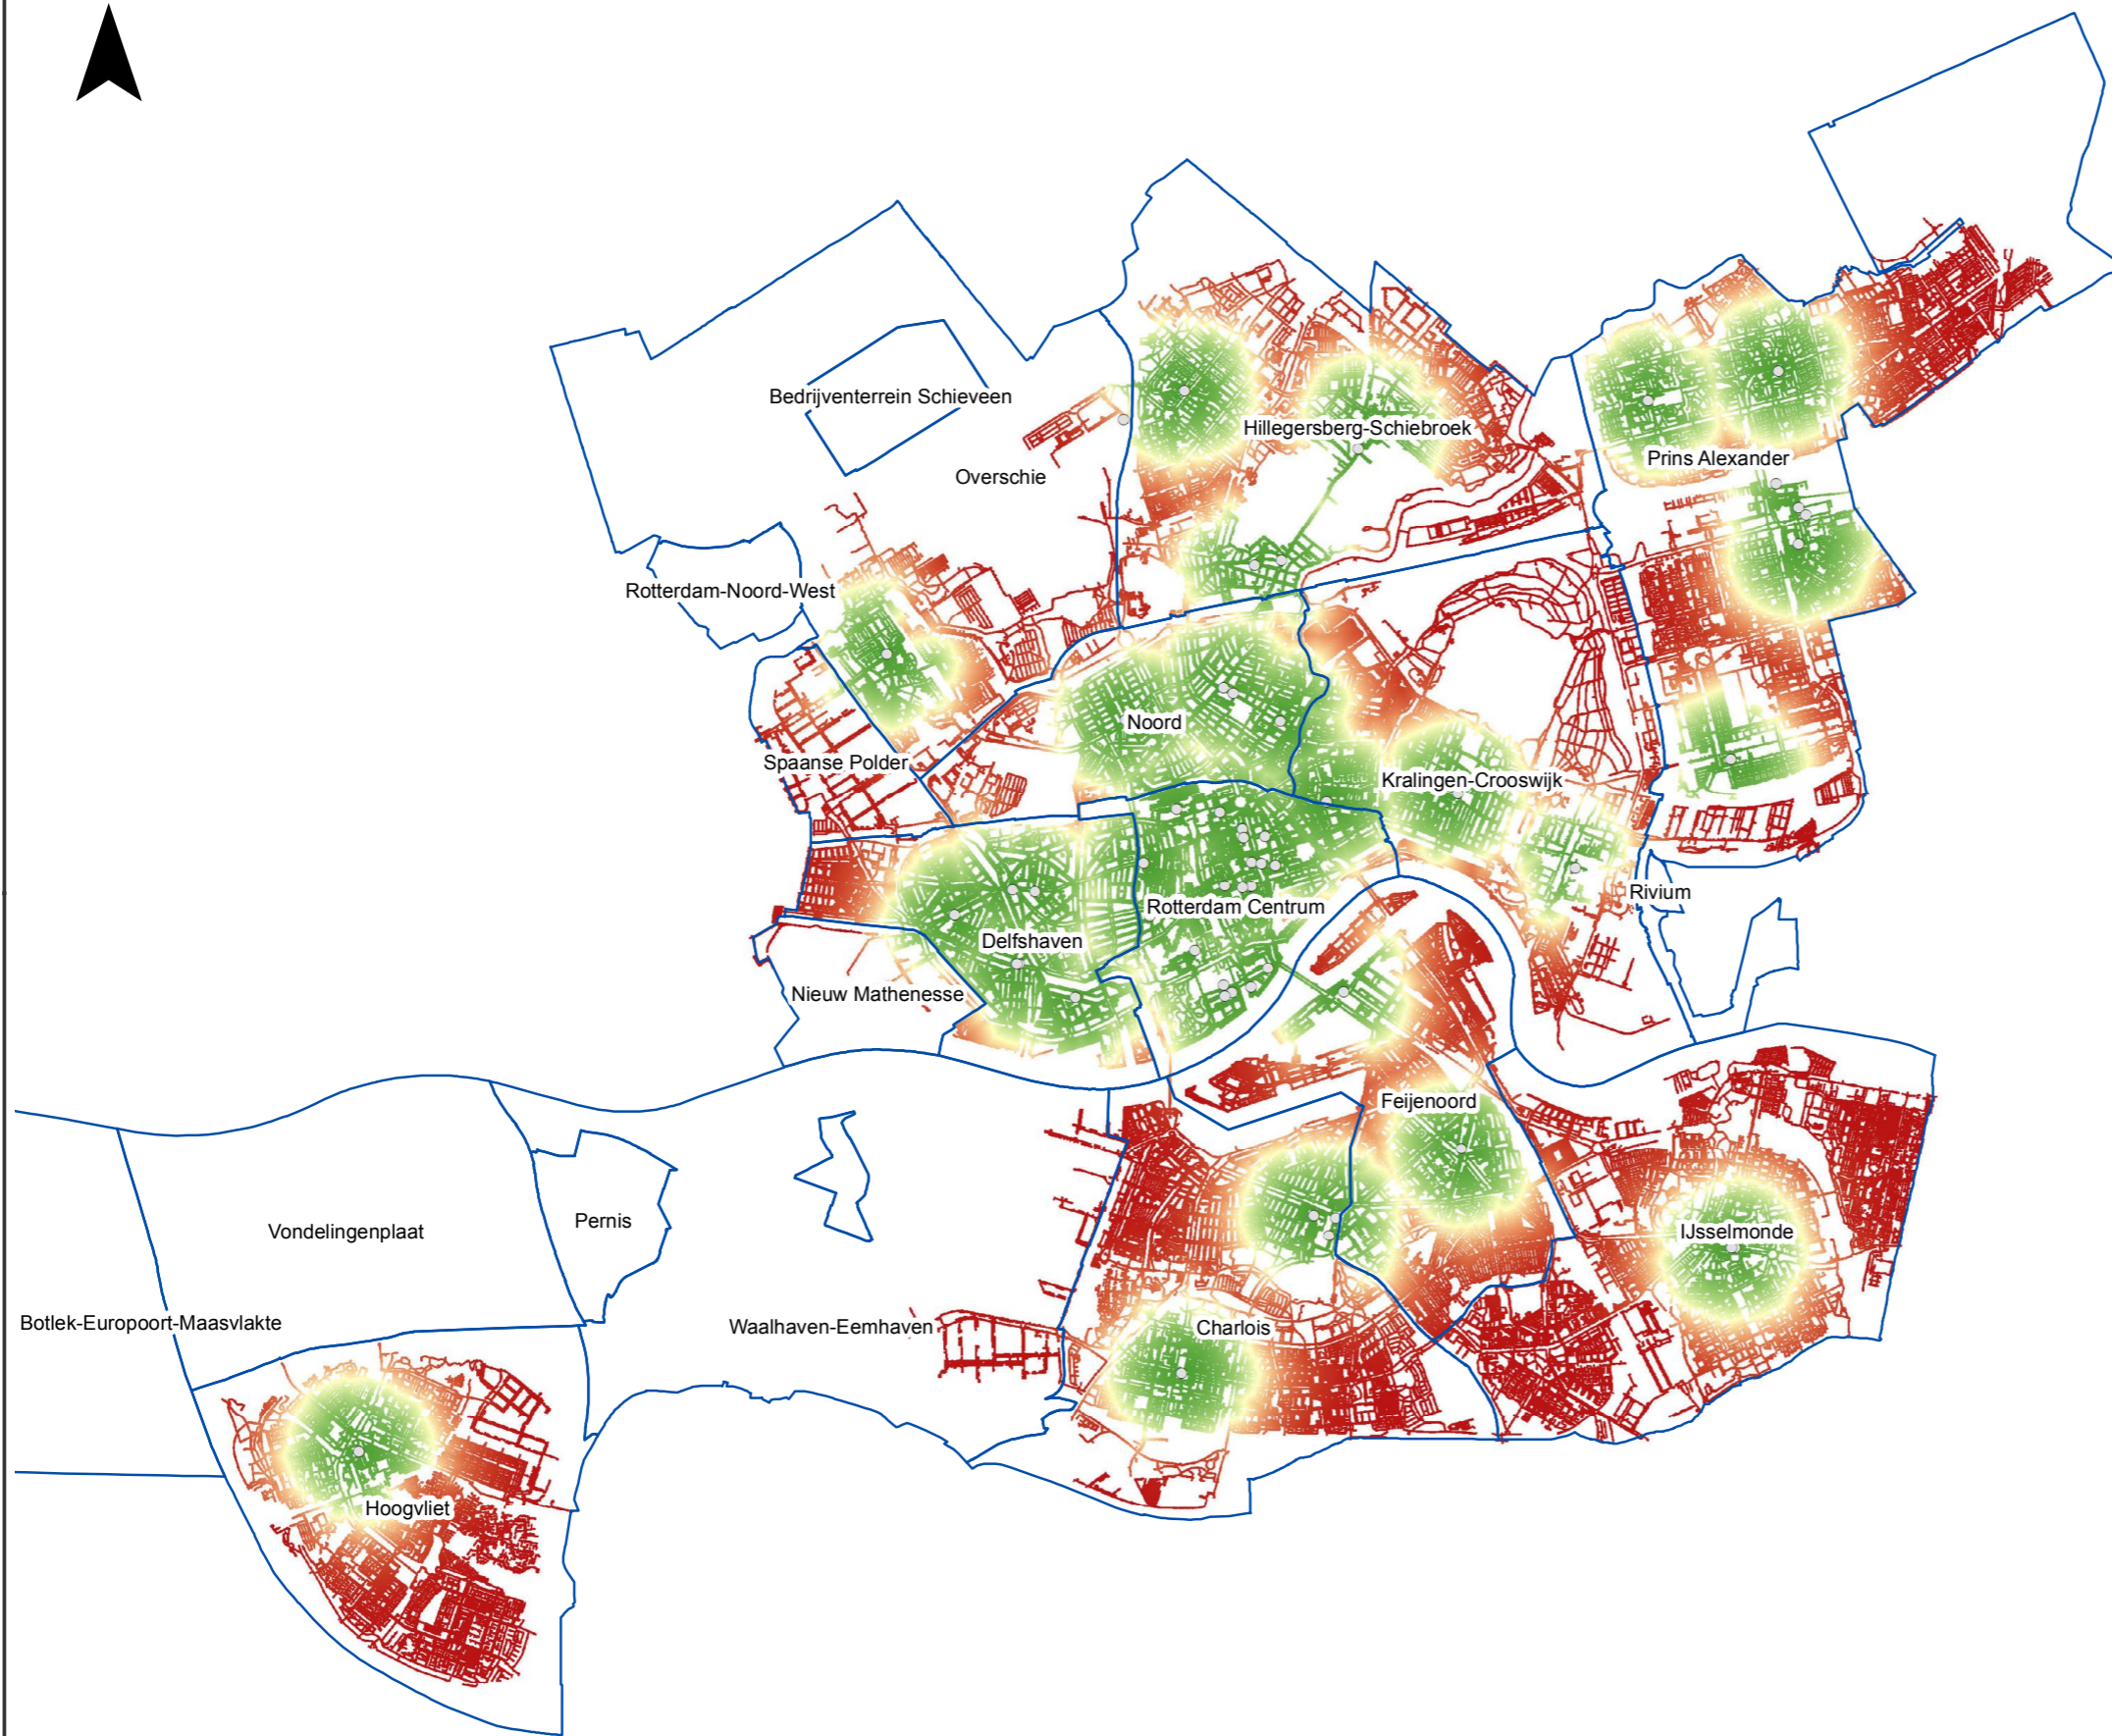 Bedrijventerrein Schieveen
Hillegersberg-Schiebroek
Overschie
Prins Alexander
Rotterdam-Noord-West
Noord
Spaanse Polder
Kralingen-Crooswijk
Rivium
Rotterdam Centrum
Delfshaven
Nieuw Mathenesse
Feijenoord
Pernis
Vondelingenplaat
IJsselmonde
Botlek-Europoort-Maasvlakte
Waalhaven-Eemhaven
Charlois
Hoogvliet